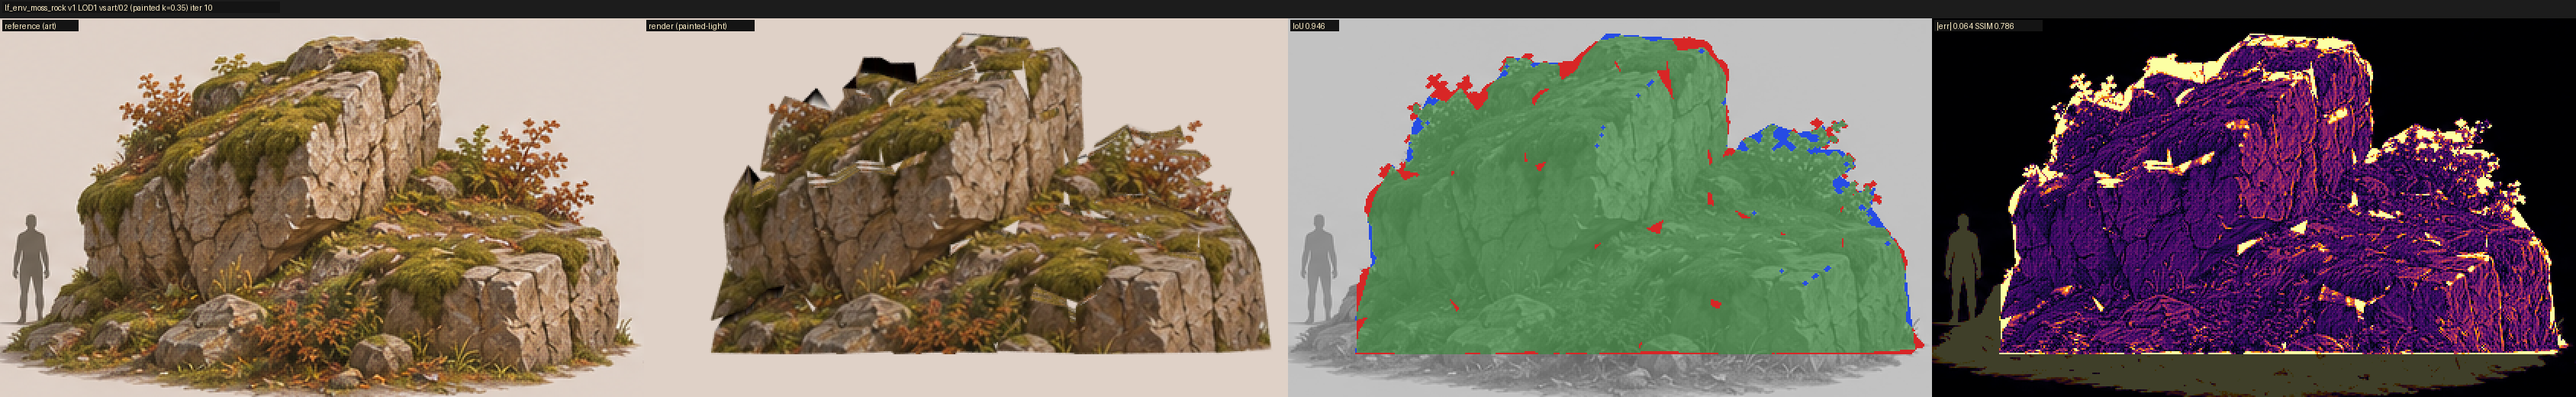 tf_env_moss_rock v1 LOD1 vs art/02 (painted k=0.35) iter 10
reference (art)
render (painted-light)
IoU 0.946
|err| 0.064 SSIM 0.786